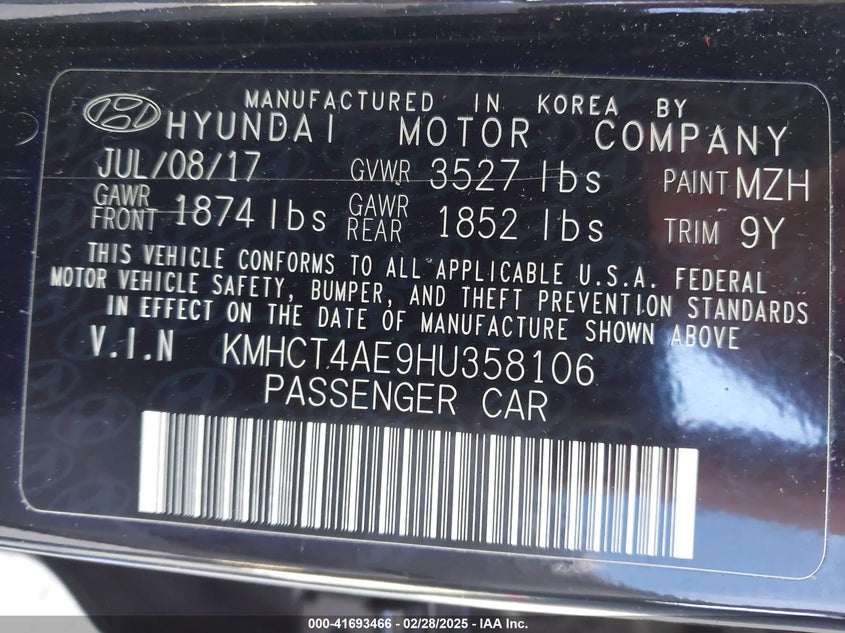 MANUFACTURED IN KOREA BY
HYUNDAI MOTOR COMPANY
JUL/08/17 GVWR 3527 lbs PAINT MZH
GAWR FRONT 1874 lbs GAWR REAR 1852 lbs TRIM 9Y
THIS VEHICLE CONFORMS TO ALL APPLICABLE U.S.A. FEDERAL
MOTOR VEHICLE SAFETY, BUMPER, AND THEFT PREVENTION STANDARDS
IN EFFECT ON THE DATE OF MANUFACTURE SHOWN ABOVE
V.I.N KMHCT4AE9HU358106
PASSENGER CAR
000-41693466 - 02/28/2025 - IAA Inc.